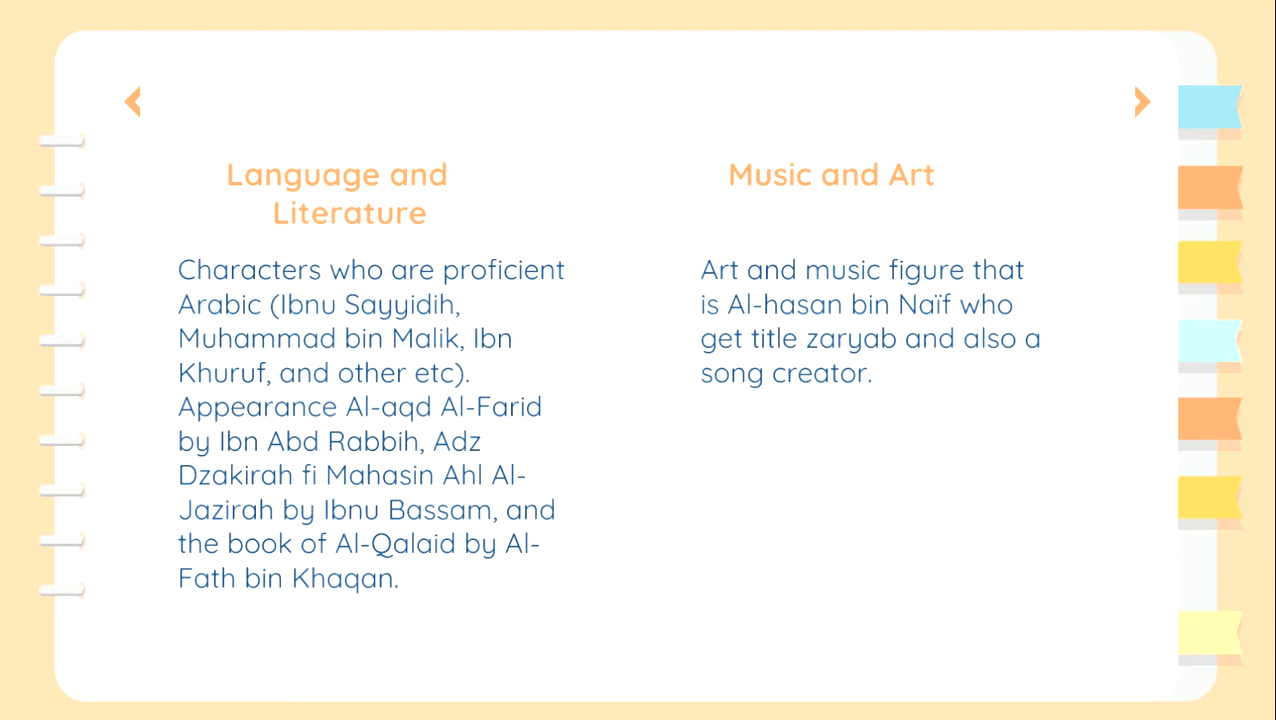 Language and
Literature
Characters who are proficient
Arabic (Ibnu Sayyidih,
Muhammad bin Malik, Ibn
Khuruf, and other etc).
Appearance Al-aqd Al-Farid
by Ibn Abd Rabbih, Adz
Dzakirah fi Mahasin Ahl Al-
Jazirah by Ibnu Bassam, and
the book of Al-Qalaid by Al-
Fath bin Khaqan.
Music and Art
Art and music figure that
is Al-hasan bin Naïf who
get title zaryab and also a
song creator.